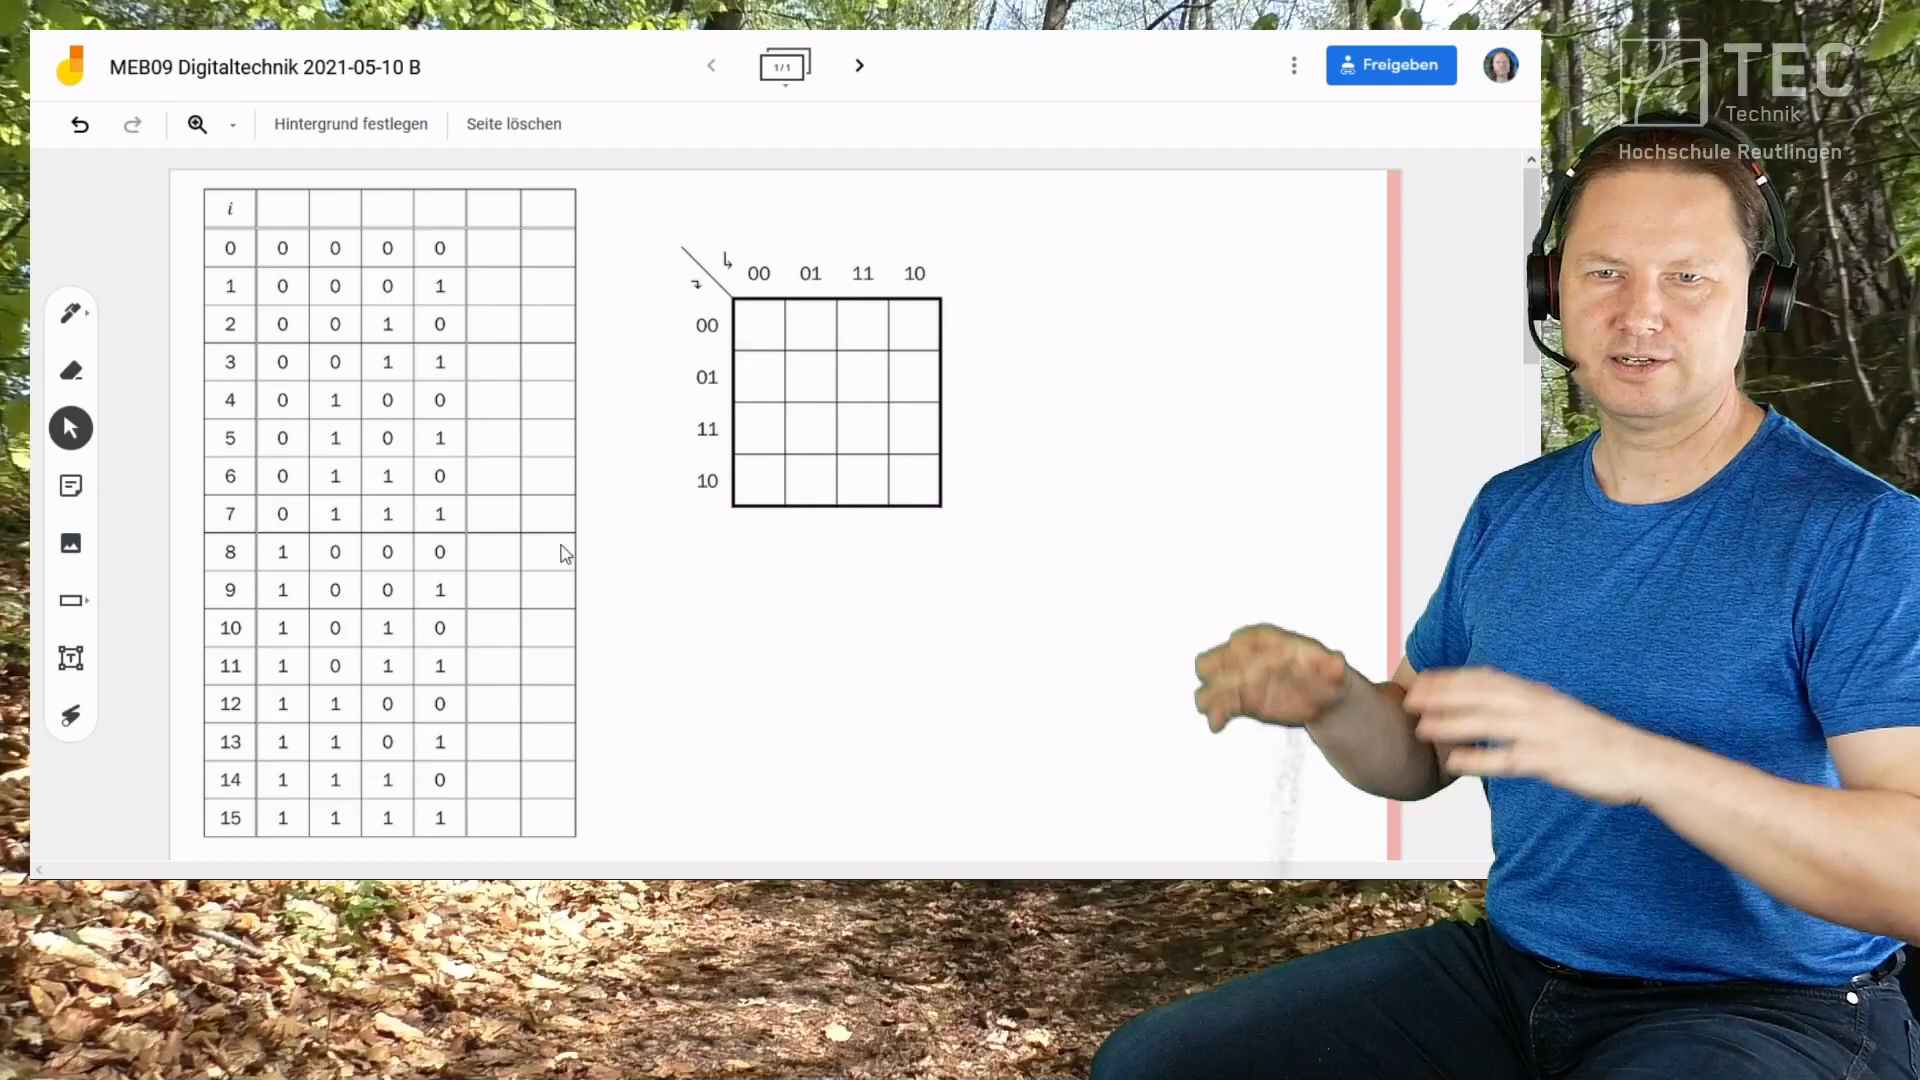 MEB09 Digitaltechnik 2021-05-10 B
1/1
Freigeben
Hintergrund festlegen
Seite löschen
TEC
Technik
Hochschule Reutlingen
i
0 0 0 0 0
1 0 0 0 1
2 0 0 1 0
3 0 0 1 1
4 0 1 0 0
5 0 1 0 1
6 0 1 1 0
7 0 1 1 1
8 1 0 0 0
9 1 0 0 1
10 1 0 1 0
11 1 0 1 1
12 1 1 0 0
13 1 1 0 1
14 1 1 1 0
15 1 1 1 1
00 01 11 10
00
01
11
10